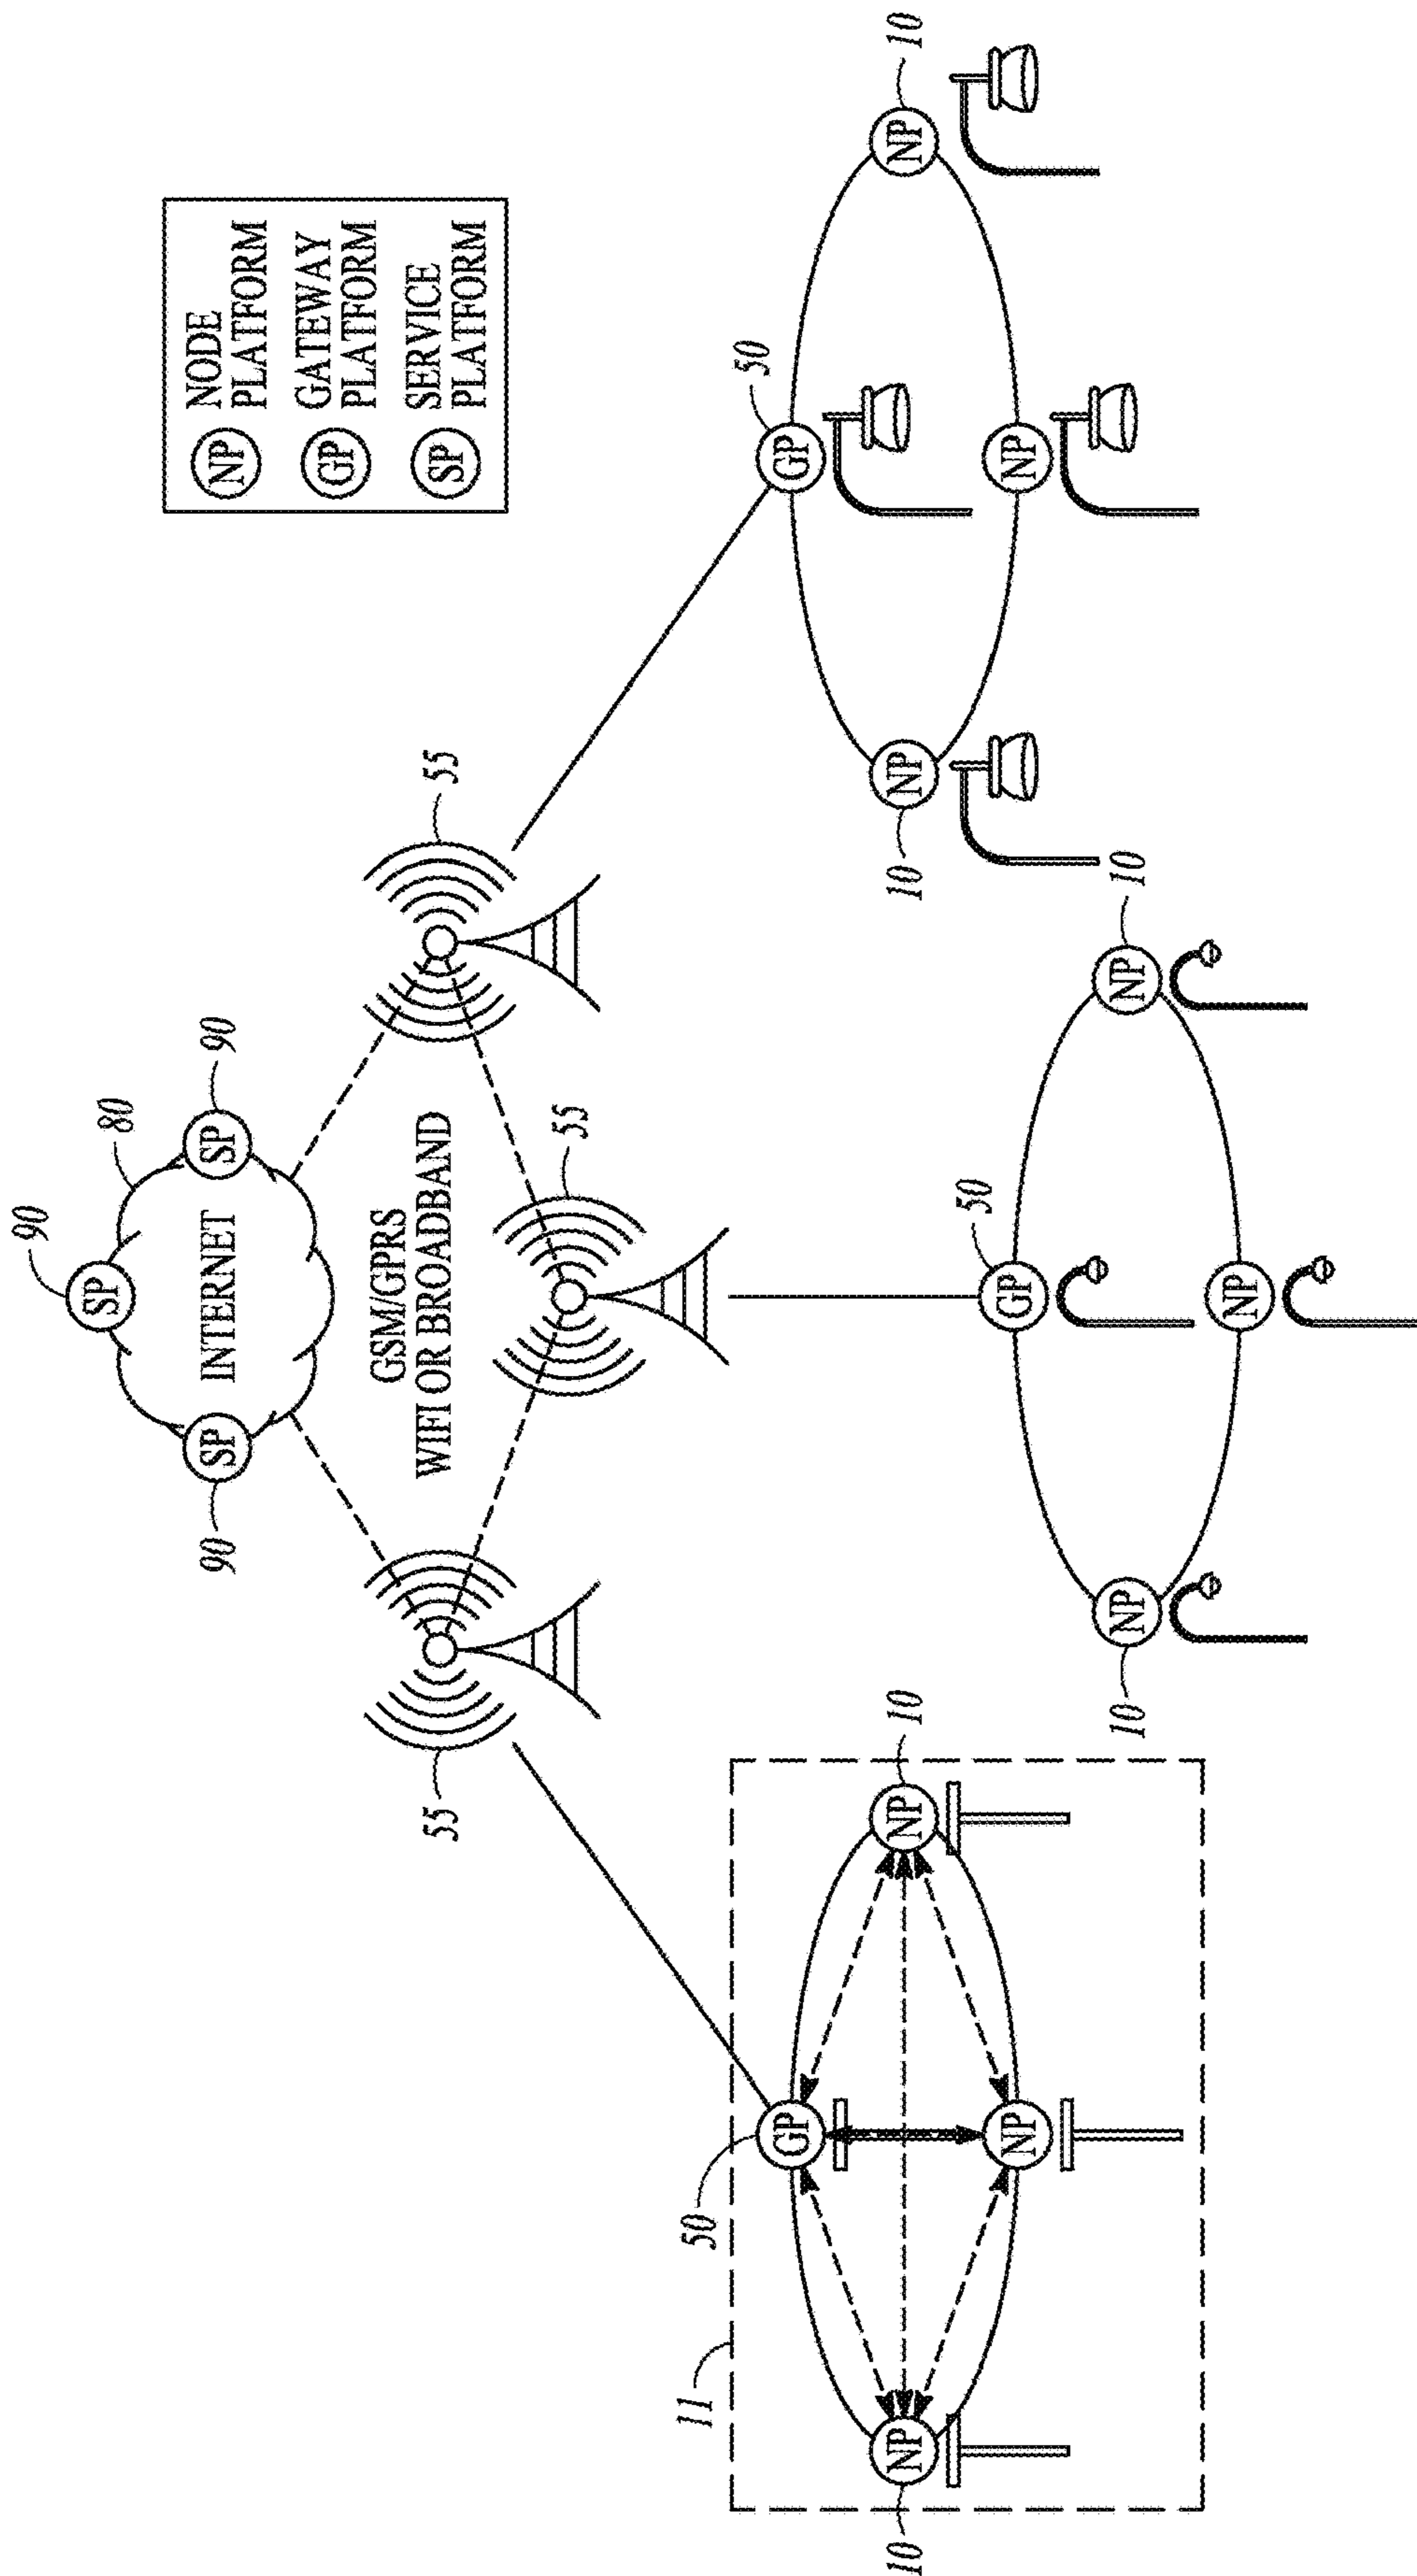 90
SP
80
90 SP INTERNET SP 90
NODE
NP PLATFORM
GATEWAY
GP PLATFORM
SERVICE
SP PLATFORM
GSM/GPRS
WIFI OR BROADBAND
55
55
55
11
50
GP
10 NP NP 10
NP
50
GP
10 NP NP 10
NP
50
GP
10 NP NP 10
NP